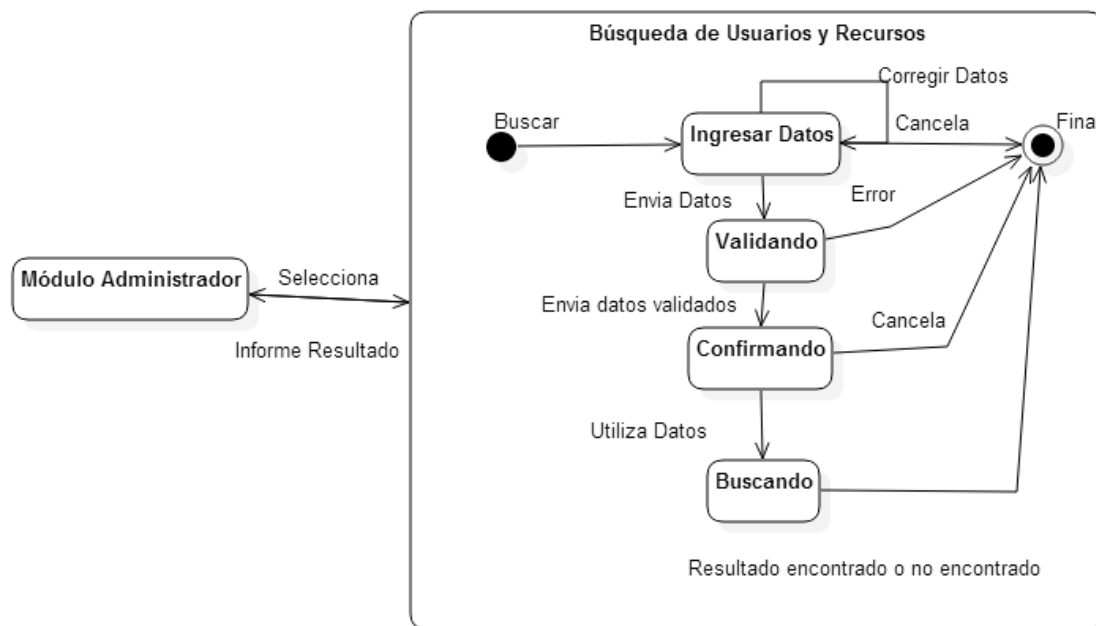 Búsqueda de Usuarios y Recursos
Corregir Datos
Buscar
Ingresar Datos
Cancela
Fina
Envia Datos
Error
Validando
Módulo Administrador
Selecciona
Envia datos validados
Cancela
Informe Resultado
Confirmando
Utiliza Datos
Buscando
Resultado encontrado o no encontrado